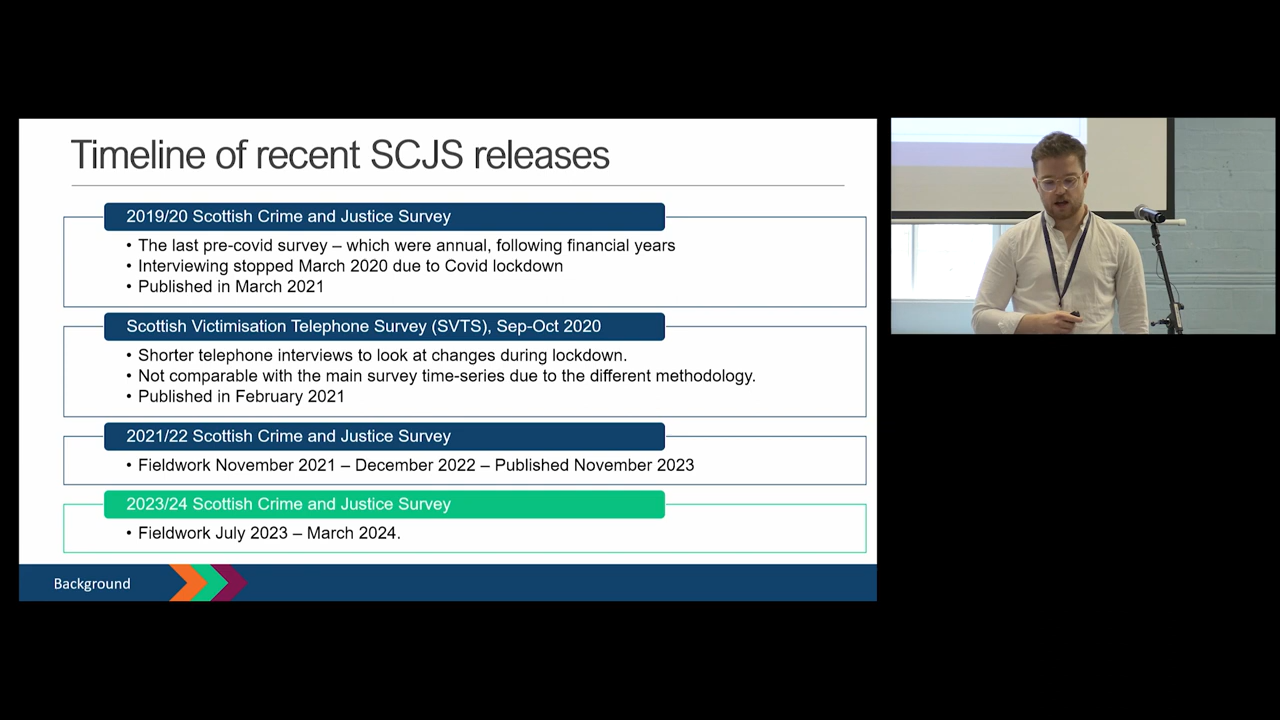 Timeline of recent SCJS releases
2019/20 Scottish Crime and Justice Survey
• The last pre-covid survey – which were annual, following financial years
• Interviewing stopped March 2020 due to Covid lockdown
• Published in March 2021
Scottish Victimisation Telephone Survey (SVTS), Sep-Oct 2020
• Shorter telephone interviews to look at changes during lockdown.
• Not comparable with the main survey time-series due to the different methodology.
• Published in February 2021
2021/22 Scottish Crime and Justice Survey
• Fieldwork November 2021 – December 2022 – Published November 2023
2023/24 Scottish Crime and Justice Survey
• Fieldwork July 2023 – March 2024.
Background